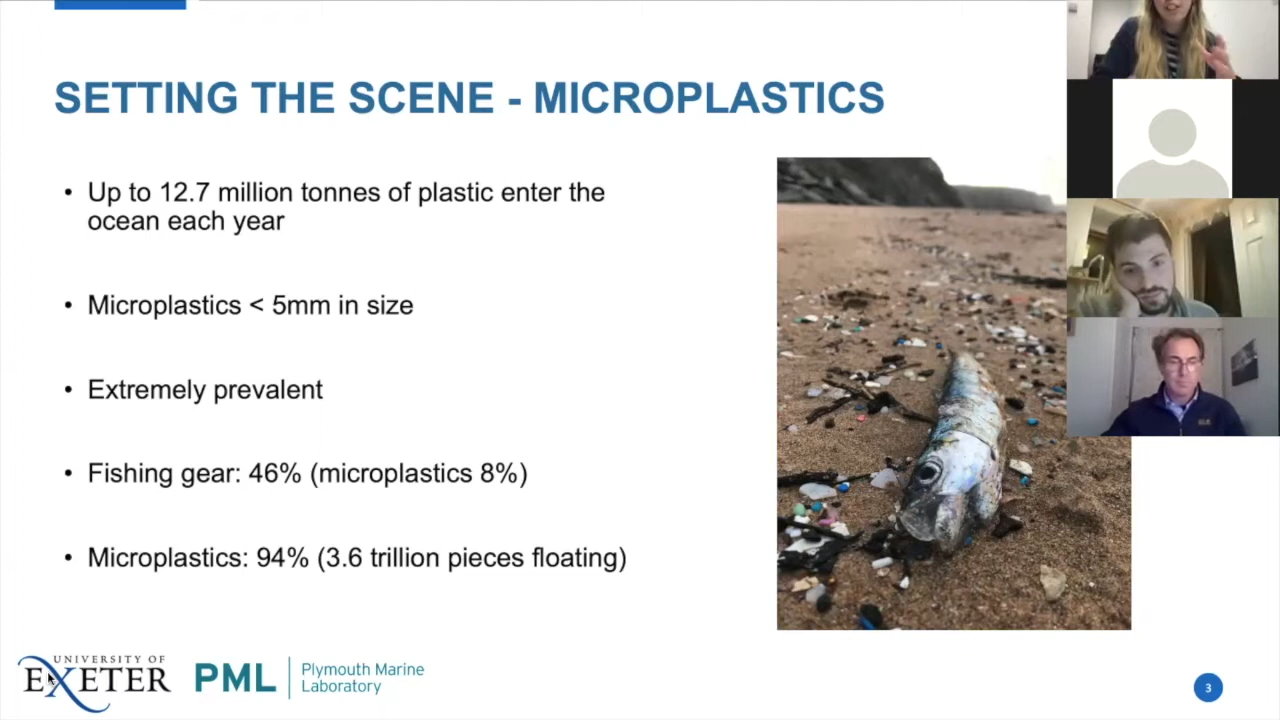 SETTING THE SCENE - MICROPLASTICS
• Up to 12.7 million tonnes of plastic enter the
ocean each year
• Microplastics < 5mm in size
• Extremely prevalent
• Fishing gear: 46% (microplastics 8%)
• Microplastics: 94% (3.6 trillion pieces floating)
UNIVERSITY OF
EXETER
PML
Plymouth Marine
Laboratory
3